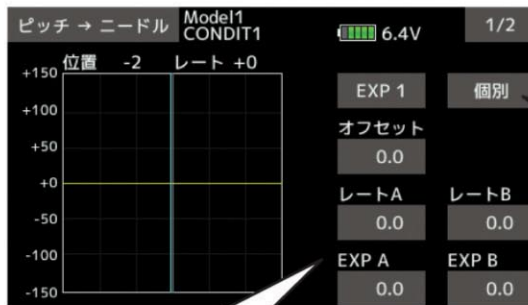 ピッチ → ニードル Model1 6.4V 1/2
CONDIT1
位置 -2 レート +0
+150
+100
+50
+0
-50
-100
-150
EXP 1 個別
オフセット
0.0
レートA レートB
0.0 0.0
EXP A EXP B
0.0 0.0